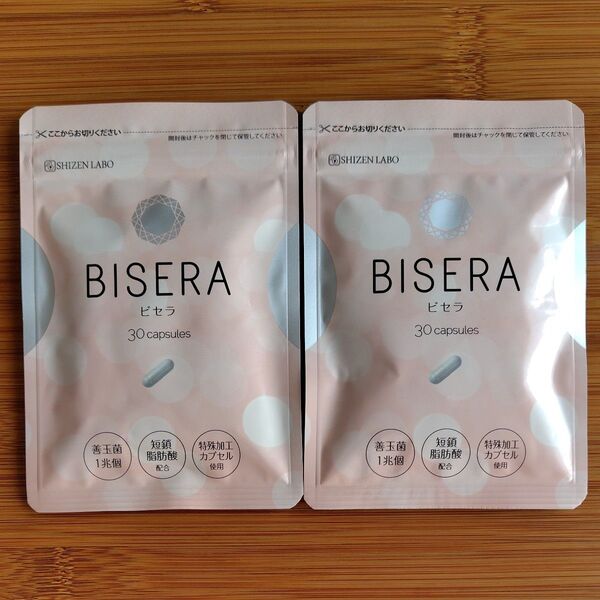 ここからお切りください
開封後はチャックを閉じて保管してください
SHIZEN LABO
BISERA
ビセラ
30 capsules
善玉菌
1兆個
短鎖
脂肪酸
配合
特殊加工
カプセル
使用
ここからお切りください
開封後はチャックを閉じて保管してください
SHIZEN LABO
BISERA
ビセラ
30 capsules
善玉菌
1兆個
短鎖
脂肪酸
配合
特殊加工
カプセル
使用